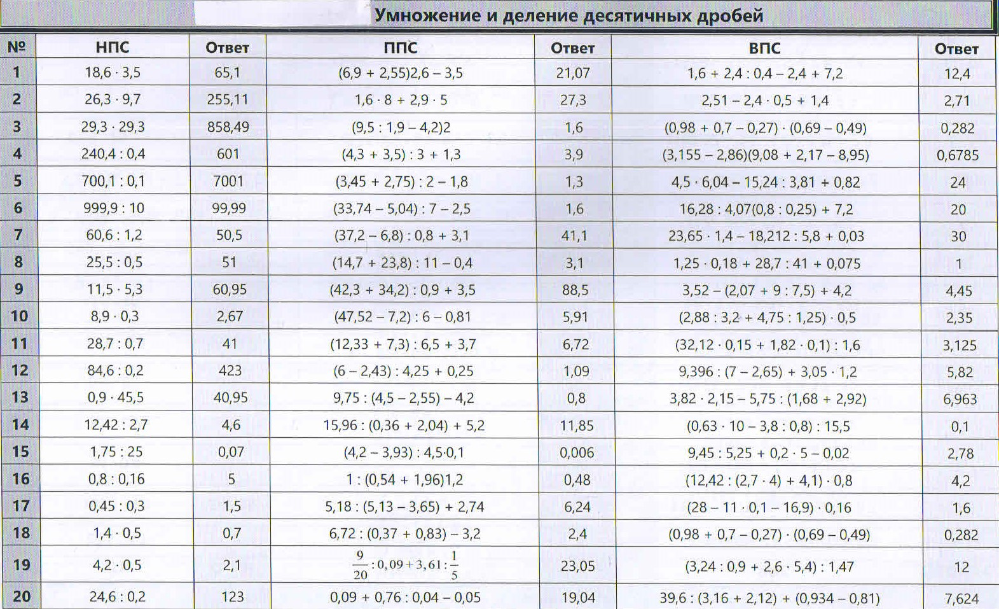 Умножение и деление десятичных дробей
№ НПС Ответ ППС Ответ ВПС Ответ
1 18,6 · 3,5 65,1 (6,9 + 2,55)2,6 – 3,5 21,07 1,6 + 2,4 : 0,4 – 2,4 + 7,2 12,4
2 26,3 · 9,7 255,11 1,6 · 8 + 2,9 · 5 27,3 2,51 – 2,4 · 0,5 + 1,4 2,71
3 29,3 · 29,3 858,49 (9,5 : 1,9 – 4,2)2 1,6 (0,98 + 0,7 – 0,27) · (0,69 – 0,49) 0,282
4 240,4 : 0,4 601 (4,3 + 3,5) : 3 + 1,3 3,9 (3,155 – 2,86)(9,08 + 2,17 – 8,95) 0,6785
5 700,1 : 0,1 7001 (3,45 + 2,75) : 2 – 1,8 1,3 4,5 · 6,04 – 15,24 : 3,81 + 0,82 24
6 999,9 : 10 99,99 (33,74 – 5,04) : 7 – 2,5 1,6 16,28 : 4,07(0,8 : 0,25) + 7,2 20
7 60,6 : 1,2 50,5 (37,2 – 6,8) : 0,8 + 3,1 41,1 23,65 · 1,4 – 18,212 : 5,8 + 0,03 30
8 25,5 : 0,5 51 (14,7 + 23,8) : 11 – 0,4 3,1 1,25 · 0,18 + 28,7 : 41 + 0,075 1
9 11,5 · 5,3 60,95 (42,3 + 34,2) : 0,9 + 3,5 88,5 3,52 – (2,07 + 9 : 7,5) + 4,2 4,45
10 8,9 · 0,3 2,67 (47,52 – 7,2) : 6 – 0,81 5,91 (2,88 : 3,2 + 4,75 : 1,25) · 0,5 2,35
11 28,7 : 0,7 41 (12,33 + 7,3) : 6,5 + 3,7 6,72 (32,12 · 0,15 + 1,82 · 0,1) : 1,6 3,125
12 84,6 : 0,2 423 (6 – 2,43) : 4,25 + 0,25 1,09 9,396 : (7 – 2,65) + 3,05 · 1,2 5,82
13 0,9 · 45,5 40,95 9,75 : (4,5 – 2,55) – 4,2 0,8 3,82 · 2,15 – 5,75 : (1,68 + 2,92) 6,963
14 12,42 : 2,7 4,6 15,96 : (0,36 + 2,04) + 5,2 11,85 (0,63 · 10 – 3,8 : 0,8) : 15,5 0,1
15 1,75 : 25 0,07 (4,2 – 3,93) : 4,5·0,1 0,006 9,45 : 5,25 + 0,2 · 5 – 0,02 2,78
16 0,8 : 0,16 5 1 : (0,54 + 1,96)1,2 0,48 (12,42 : (2,7 · 4) + 4,1) · 0,8 4,2
17 0,45 : 0,3 1,5 5,18 : (5,13 – 3,65) + 2,74 6,24 (28 – 11 · 0,1 – 16,9) · 0,16 1,6
18 1,4 · 0,5 0,7 6,72 : (0,37 + 0,83) – 3,2 2,4 (0,98 + 0,7 – 0,27) · (0,69 – 0,49) 0,282
19 4,2 · 0,5 2,1 9/20 : 0,09 + 3,61 : 1/5 23,05 (3,24 : 0,9 + 2,6 · 5,4) : 1,47 12
20 24,6 : 0,2 123 0,09 + 0,76 : 0,04 – 0,05 19,04 39,6 : (3,16 + 2,12) + (0,934 – 0,81) 7,624